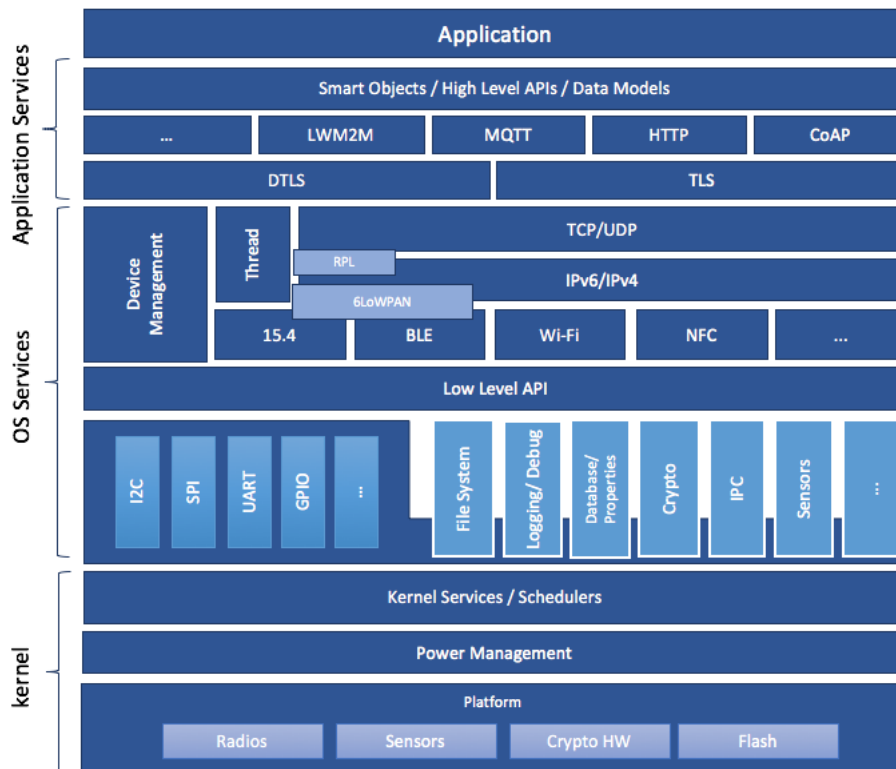 Application
Application Services
Smart Objects / High Level APIs / Data Models
...
LWM2M
MQTT
HTTP
CoAP
DTLS
TLS
OS Services
Device
Management
Thread
TCP/UDP
RPL
IPv6/IPv4
6LoWPAN
15.4
BLE
Wi-Fi
NFC
...
Low Level API
I2C
SPI
UART
GPIO
...
File System
Logging/ Debug
Database/
Properties
Crypto
IPC
Sensors
...
kernel
Kernel Services / Schedulers
Power Management
Platform
Radios
Sensors
Crypto HW
Flash